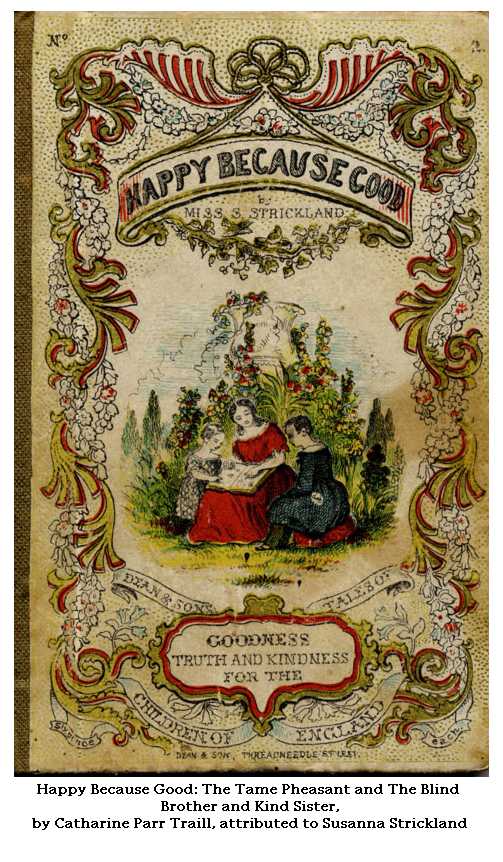 No
2.
HAPPY BECAUSE GOOD
by
MISS. S. STRICKLAND
DEAN & SON'S TALES OF
GOODNESS
TRUTH AND KINDNESS
FOR THE
CHILDREN OF ENGLAND
each.
DEAN & SON, THREADNEEDLE STREET.
Happy Because Good: The Tame Pheasant and The Blind
Brother and Kind Sister,
by Catharine Parr Traill, attributed to Susanna Strickland